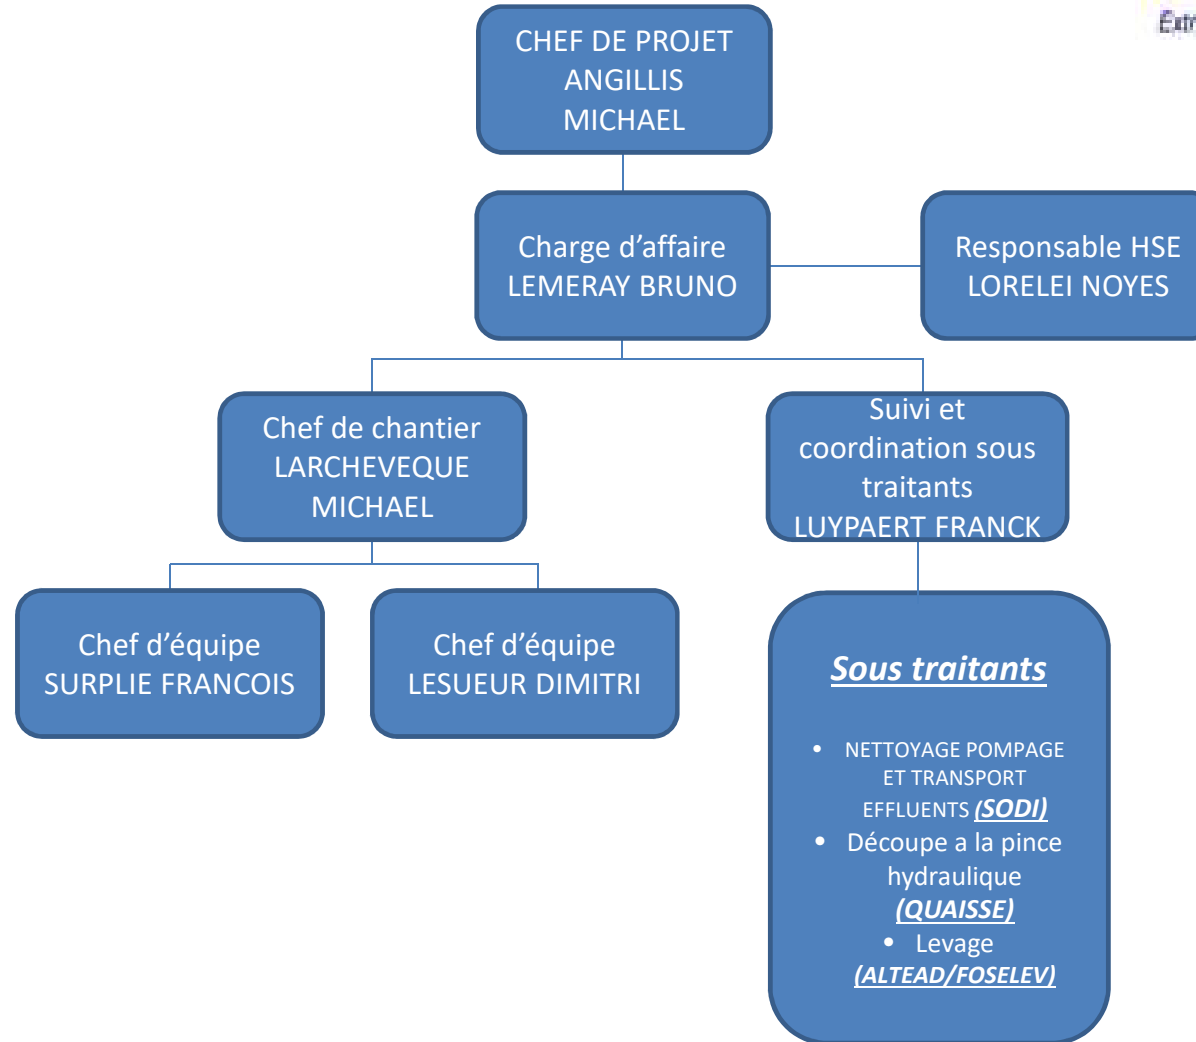 CHEF DE PROJET
ANGILLIS
MICHAEL
Charge d’affaire
LEMERAY BRUNO
Responsable HSE
LORELEI NOYES
Chef de chantier
LARCHEVEQUE
MICHAEL
Suivi et
coordination sous
traitants
LUYPAERT FRANCK
Chef d’équipe
SURPLIE FRANCOIS
Chef d’équipe
LESUEUR DIMITRI
Sous traitants
• NETTOYAGE POMPAGE
ET TRANSPORT
EFFLUENTS (SODI)
• Découpe a la pince
hydraulique
(QUAISSE)
• Levage
(ALTEAD/FOSELEV)